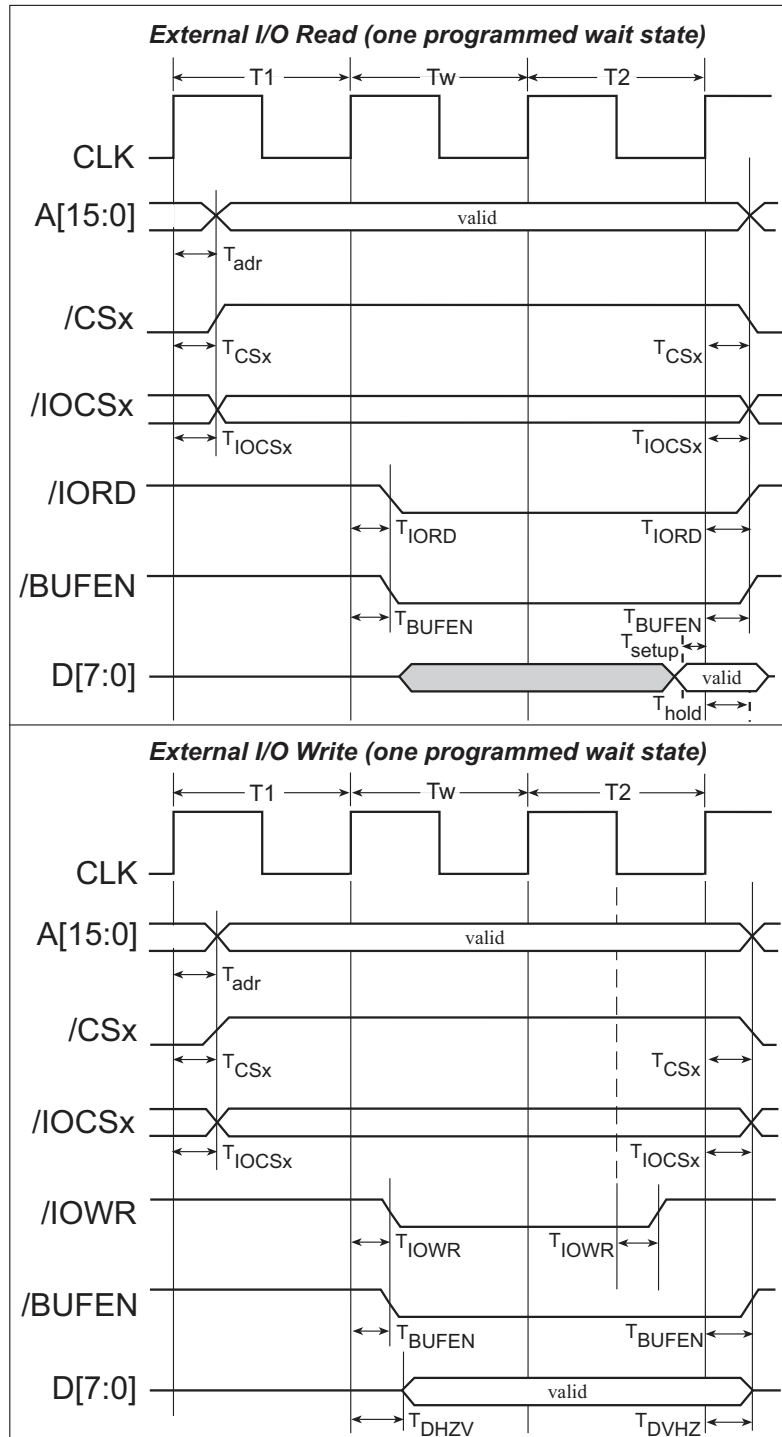 External I/O Read (one programmed wait state)
T1 Tw T2
CLK
A[15:0] valid
Tadr
/CSx
TCSx TCSx
/IOCSx
TIOCSx TIOCSx
/IORD
TIORD TIORD
/BUFEN
TBUFEN TBUFEN
Tsetup
D[7:0] valid
Thold
External I/O Write (one programmed wait state)
T1 Tw T2
CLK
A[15:0] valid
Tadr
/CSx
TCSx TCSx
/IOCSx
TIOCSx TIOCSx
/IOWR
TIOWR TIOWR
/BUFEN
TBUFEN TBUFEN
D[7:0] valid
TDHZV TDVHZ